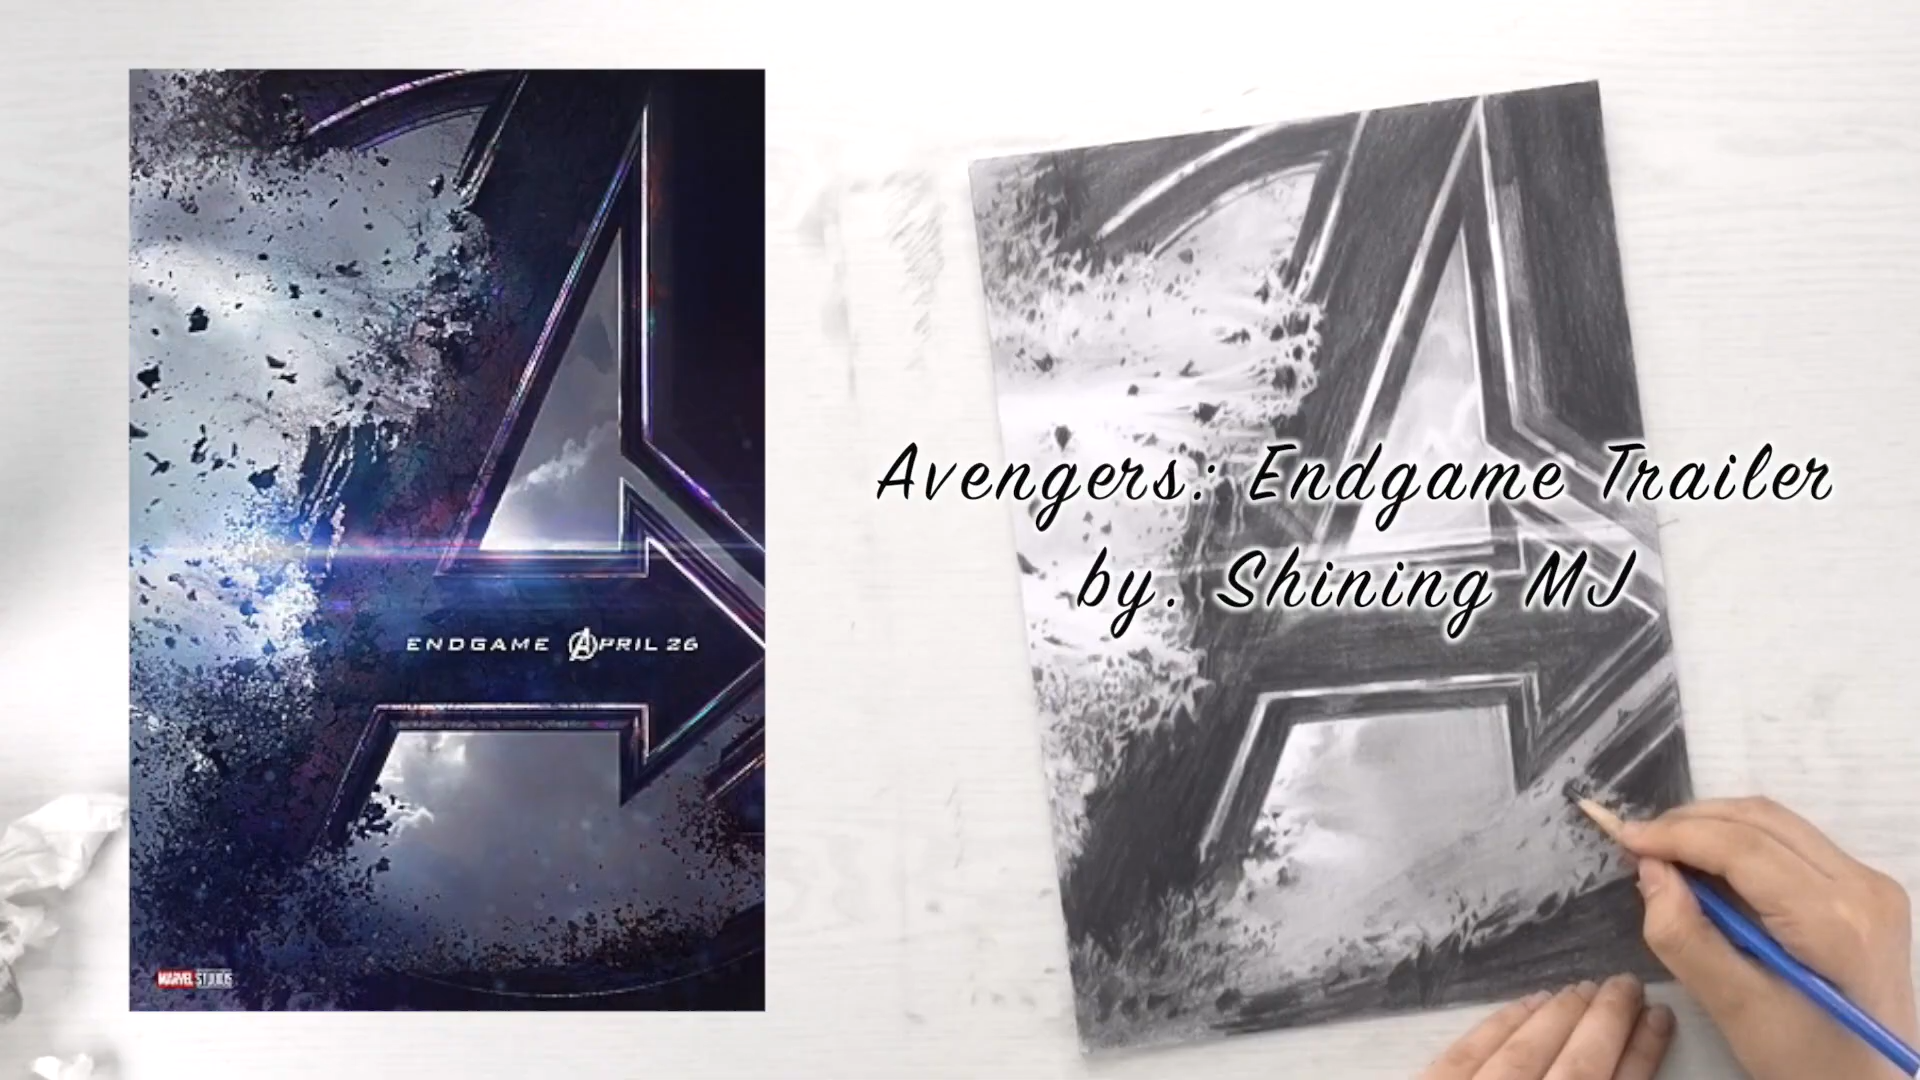 ENDGAME APRIL 26
MARVEL STUDIOS
Avengers: Endgame Trailer
by. Shining MJ